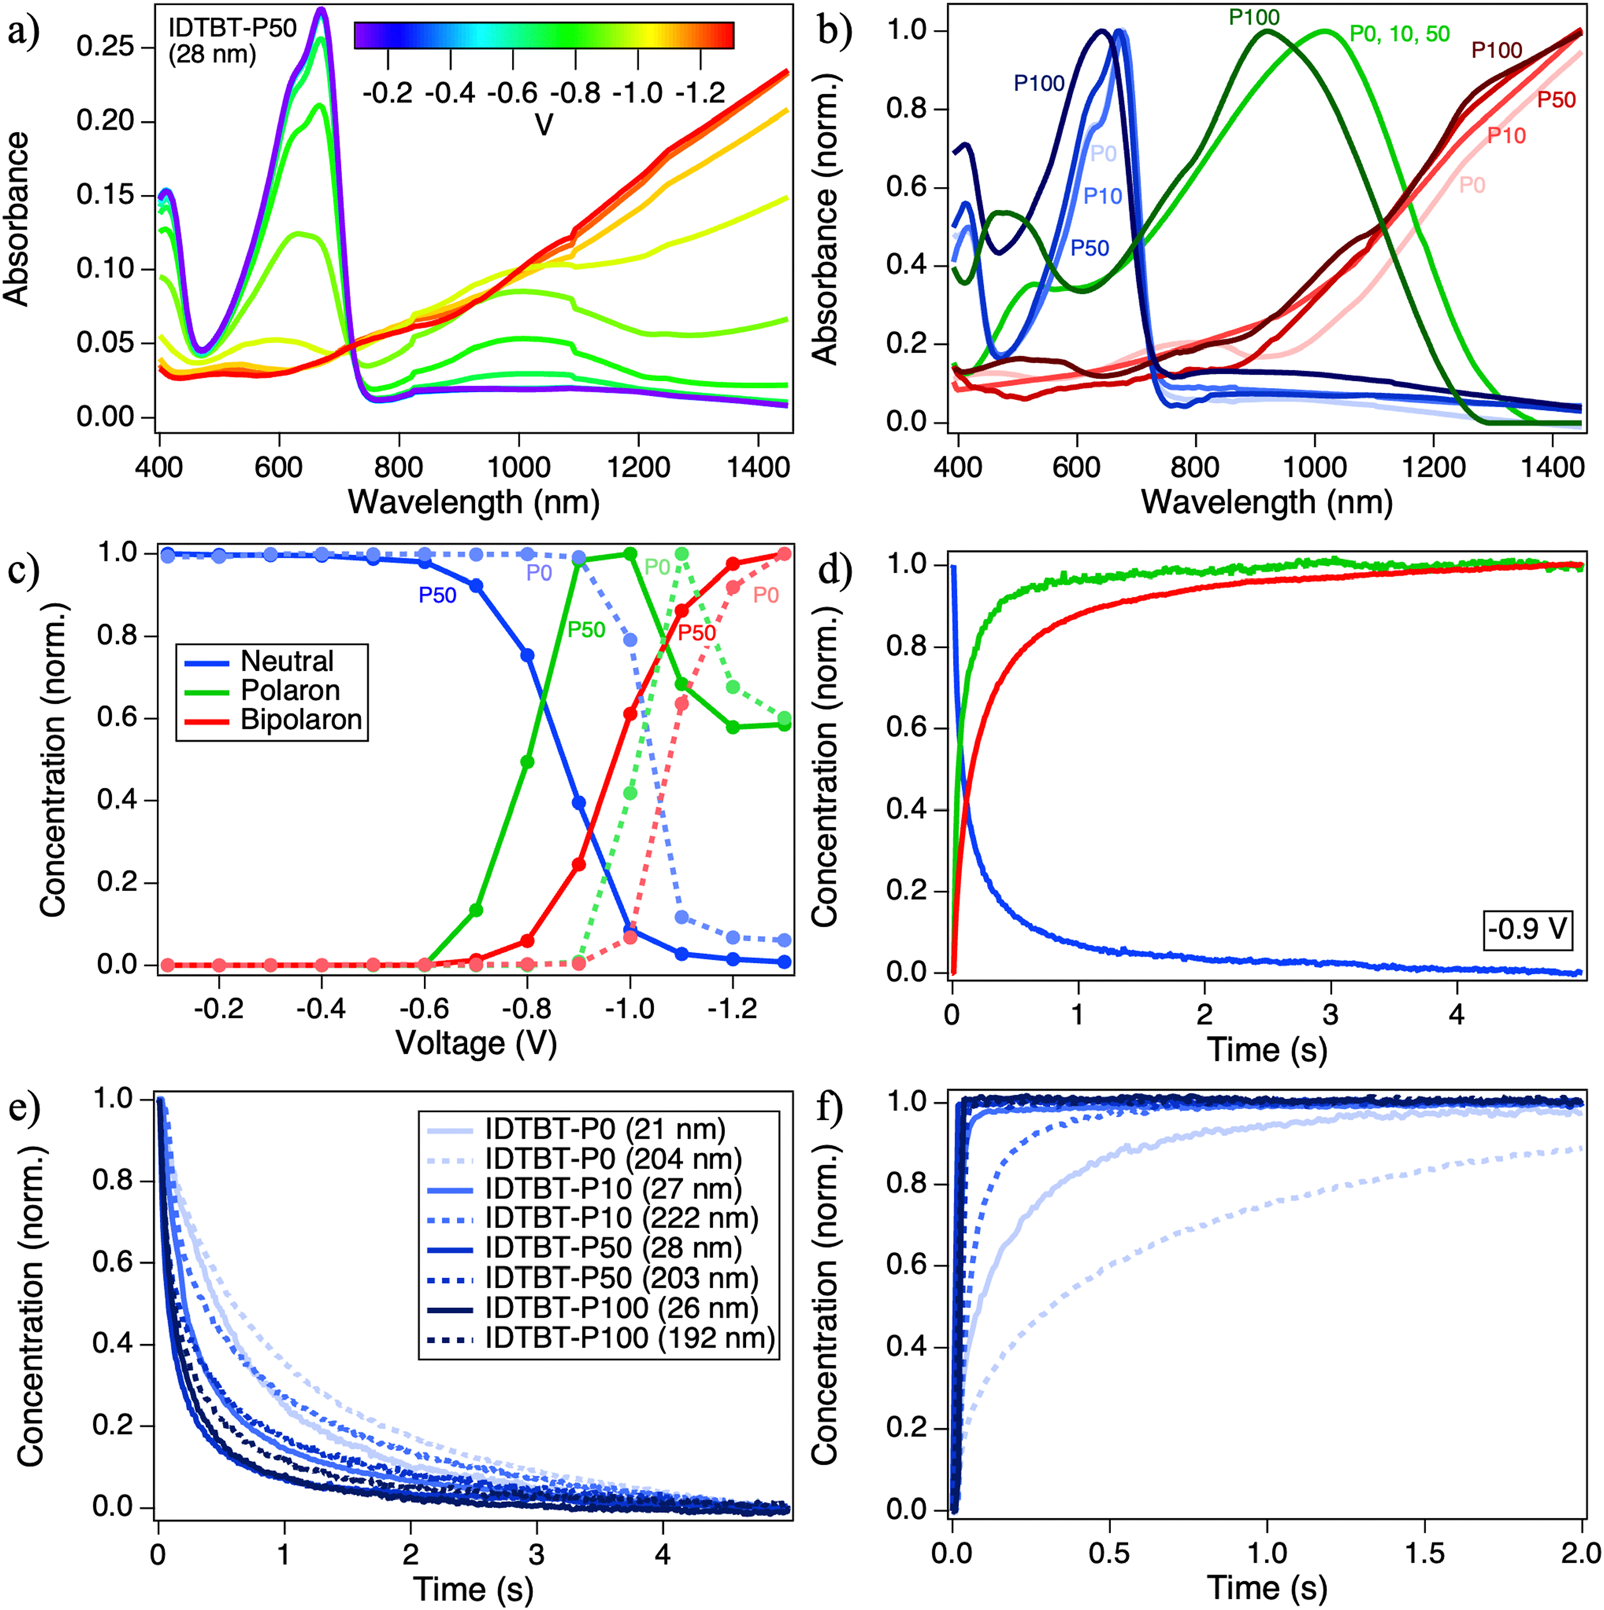 a)
IDTBT-P50
(28 nm)
-0.2 -0.4 -0.6 -0.8 -1.0 -1.2
V
0.25
0.20
0.15
0.10
0.05
0.00
Absorbance
400 600 800 1000 1200 1400
Wavelength (nm)
b)
P100
P0, 10, 50
P100
P100
P50
P10
P0
P0
P10
P50
1.0
0.8
0.6
0.4
0.2
0.0
Absorbance (norm.)
400 600 800 1000 1200 1400
Wavelength (nm)
c)
P0
P0
P0
P50
P50
P50
Neutral
Polaron
Bipolaron
1.0
0.8
0.6
0.4
0.2
0.0
Concentration (norm.)
-0.2 -0.4 -0.6 -0.8 -1.0 -1.2
Voltage (V)
d)
1.0
0.8
0.6
0.4
0.2
0.0
Concentration (norm.)
-0.9 V
0 1 2 3 4
Time (s)
e)
IDTBT-P0 (21 nm)
IDTBT-P0 (204 nm)
IDTBT-P10 (27 nm)
IDTBT-P10 (222 nm)
IDTBT-P50 (28 nm)
IDTBT-P50 (203 nm)
IDTBT-P100 (26 nm)
IDTBT-P100 (192 nm)
1.0
0.8
0.6
0.4
0.2
0.0
Concentration (norm.)
0 1 2 3 4
Time (s)
f)
1.0
0.8
0.6
0.4
0.2
0.0
Concentration (norm.)
0.0 0.5 1.0 1.5 2.0
Time (s)